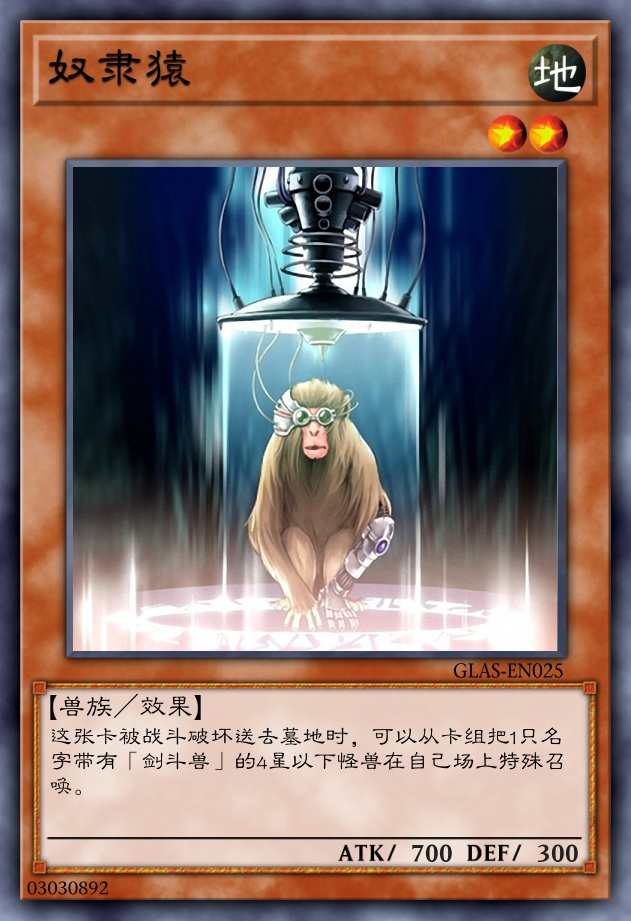 奴隶猿
地
GLAS-EN025
【兽族／效果】
这张卡被战斗破坏送去墓地时，可以从卡组把1只名
字带有「剑斗兽」的4星以下怪兽在自己场上特殊召
唤。
ATK/ 700 DEF/ 300
03030892